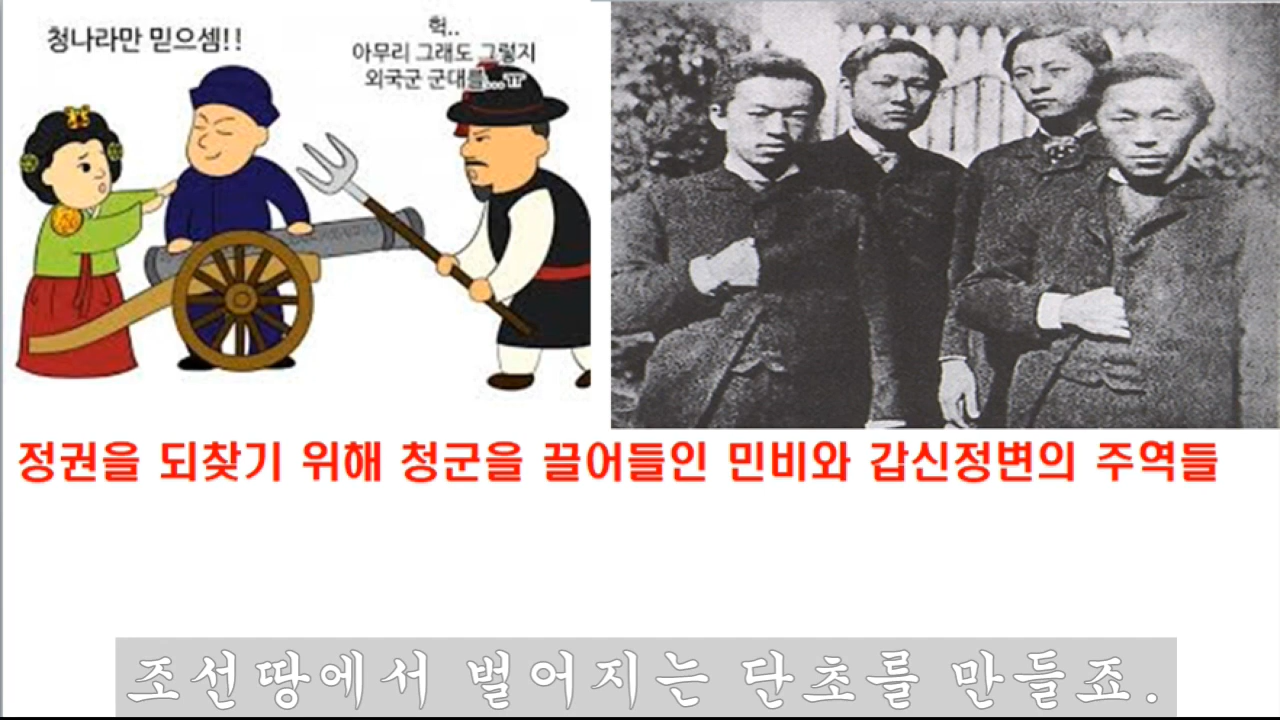 청나라만 믿으셈!!
헉..
아무리 그래도 그렇지
외국군 군대를...ㅠ
정권을 되찾기 위해 청군을 끌어들인 민비와 갑신정변의 주역들
조선땅에서 벌어지는 단초를 만들죠.